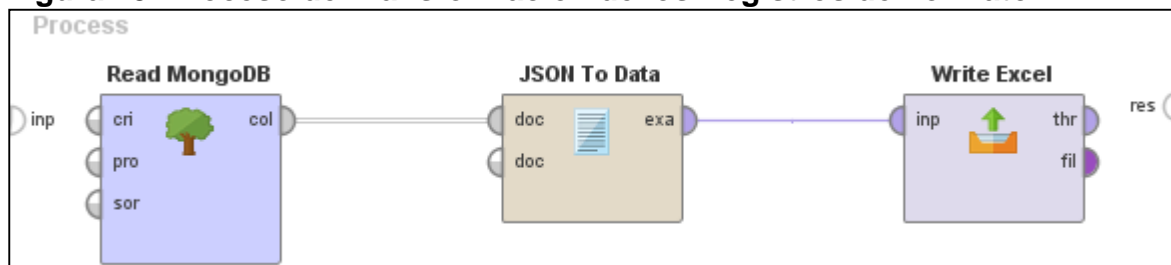 Process
Read MongoDB
JSON To Data
Write Excel
inp
cri
col
pro
sor
doc
exa
doc
inp
thr
fil
res